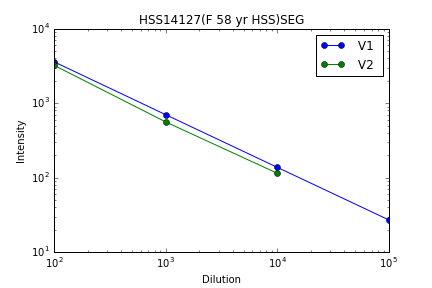 HSS14127(F 58 yr HSS)SEG
10⁴
10³
10²
10¹
Intensity
V1
V2
10² 10³ 10⁴ 10⁵
Dilution